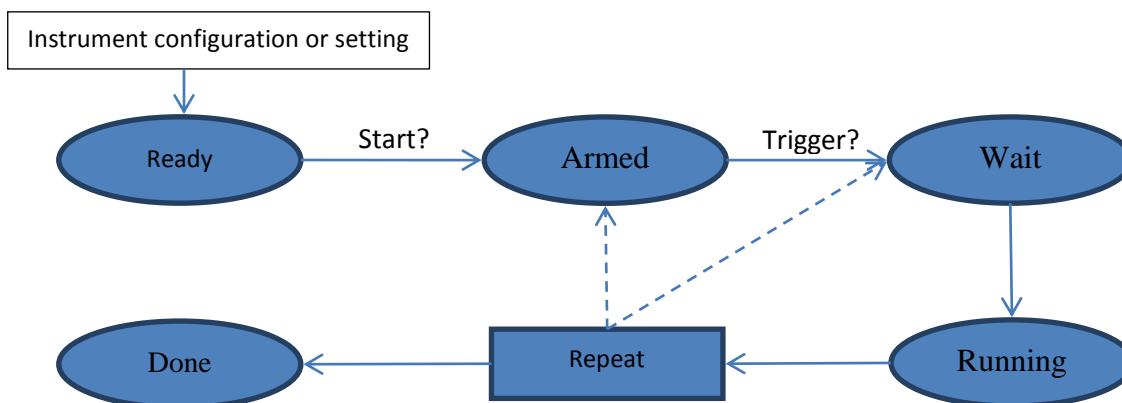 Instrument configuration or setting
Ready
Start?
Armed
Trigger?
Wait
Done
Repeat
Running